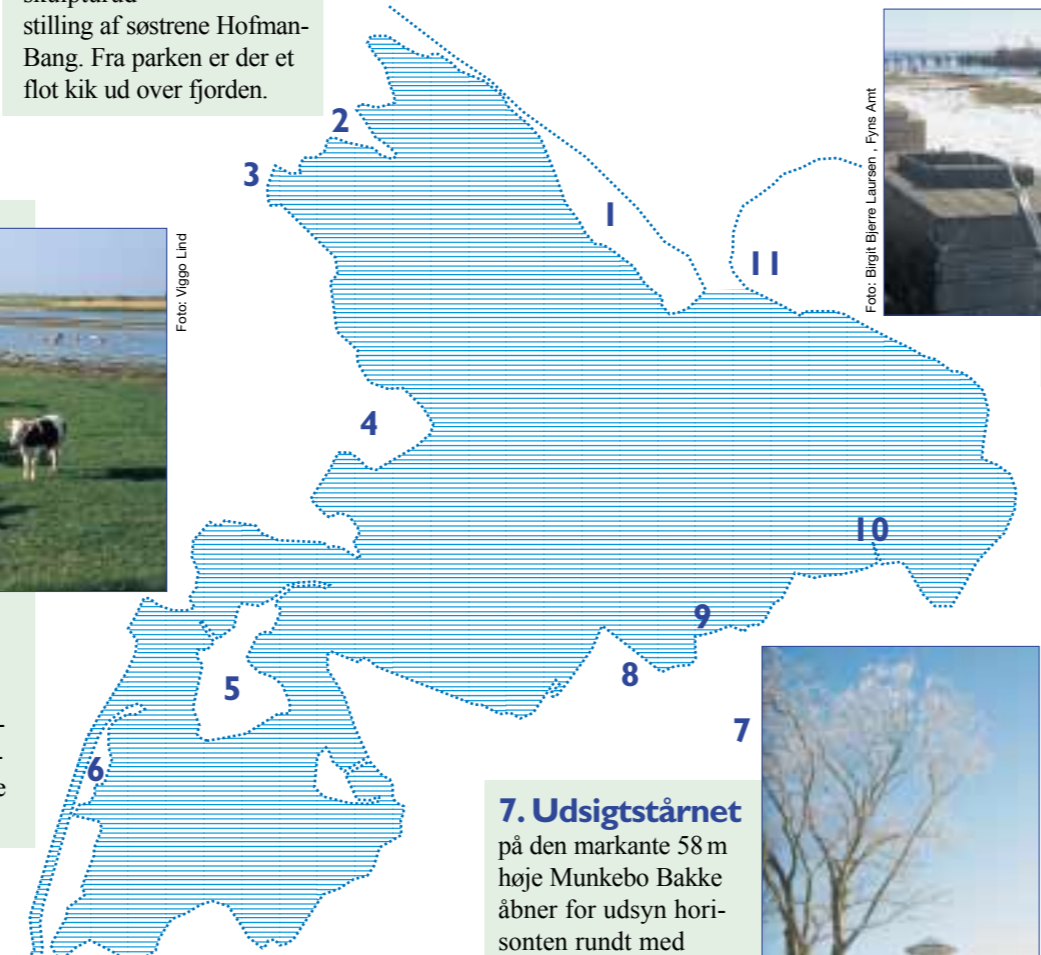 stilling af søstrene Hofman-
Bang. Fra parken er der et
flot kik ud over fjorden.
2
3
1
11
Foto: Birgit Bjerre Laursen , Fyns Amt
Foto: Viggo Lind
4
10
9
8
5
7
6
-
-
e
7. Udsigtstårnet
på den markante 58 m
høje Munkebo Bakke
åbner for udsyn hori-
sonten rundt med